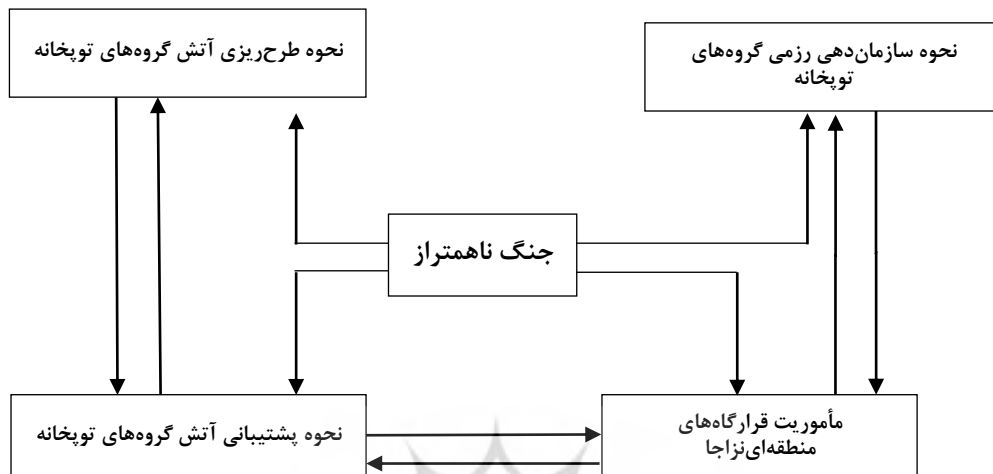 نحوه سازمان‌دهی رزمی گروه‌های
توپخانه
نحوه طرح‌ریزی آتش گروه‌های توپخانه
جنگ ناهمتراز
مأموریت قرارگاه‌های
منطقه‌ای‌نزاجا
نحوه پشتیبانی آتش گروه‌های توپخانه